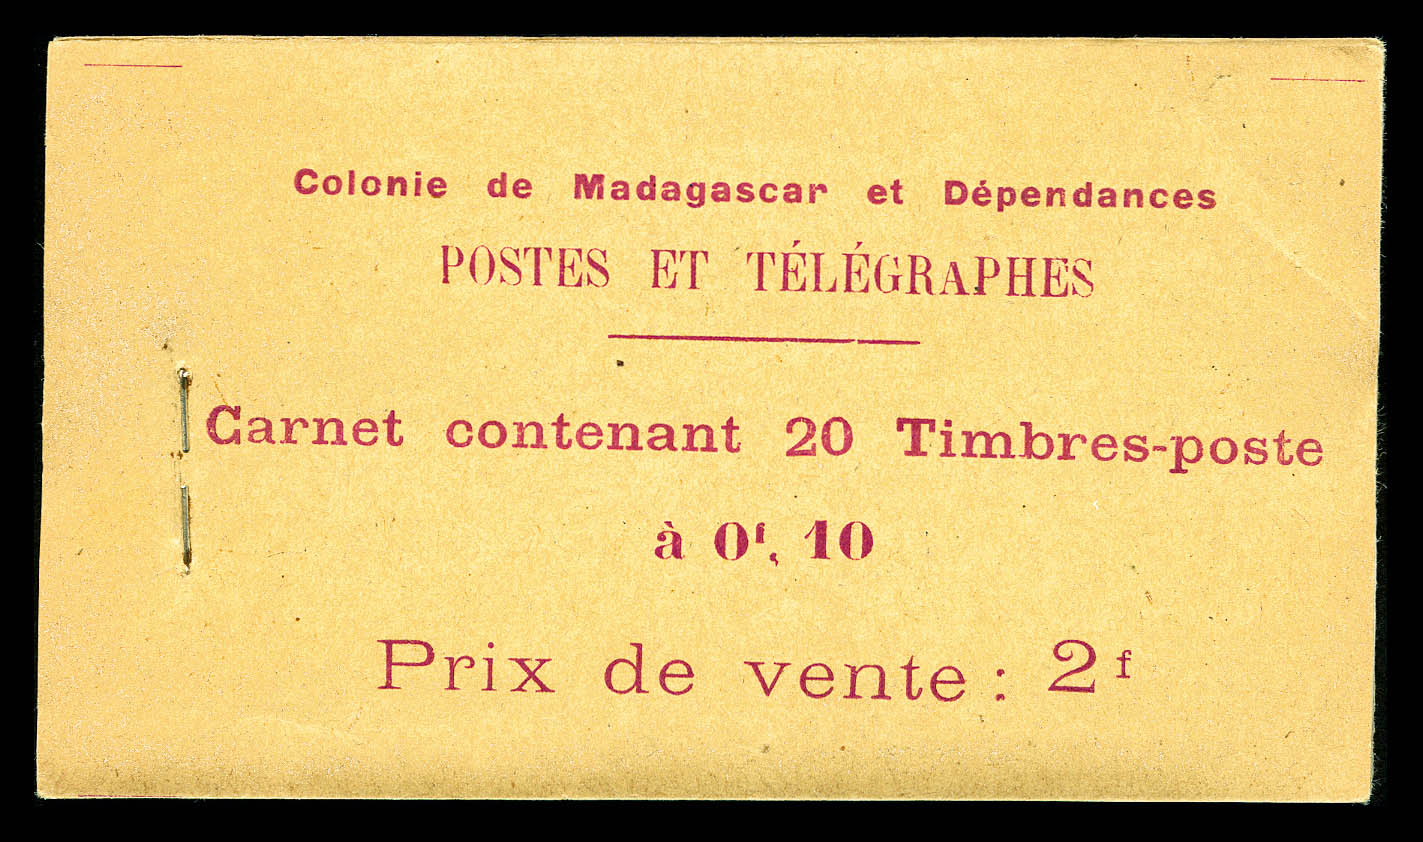 Colonie de Madagascar et Dépendances
POSTES ET TÉLÉGRAPHES
Carnet contenant 20 Timbres-poste
à 0f, 10
Prix de vente : 2f